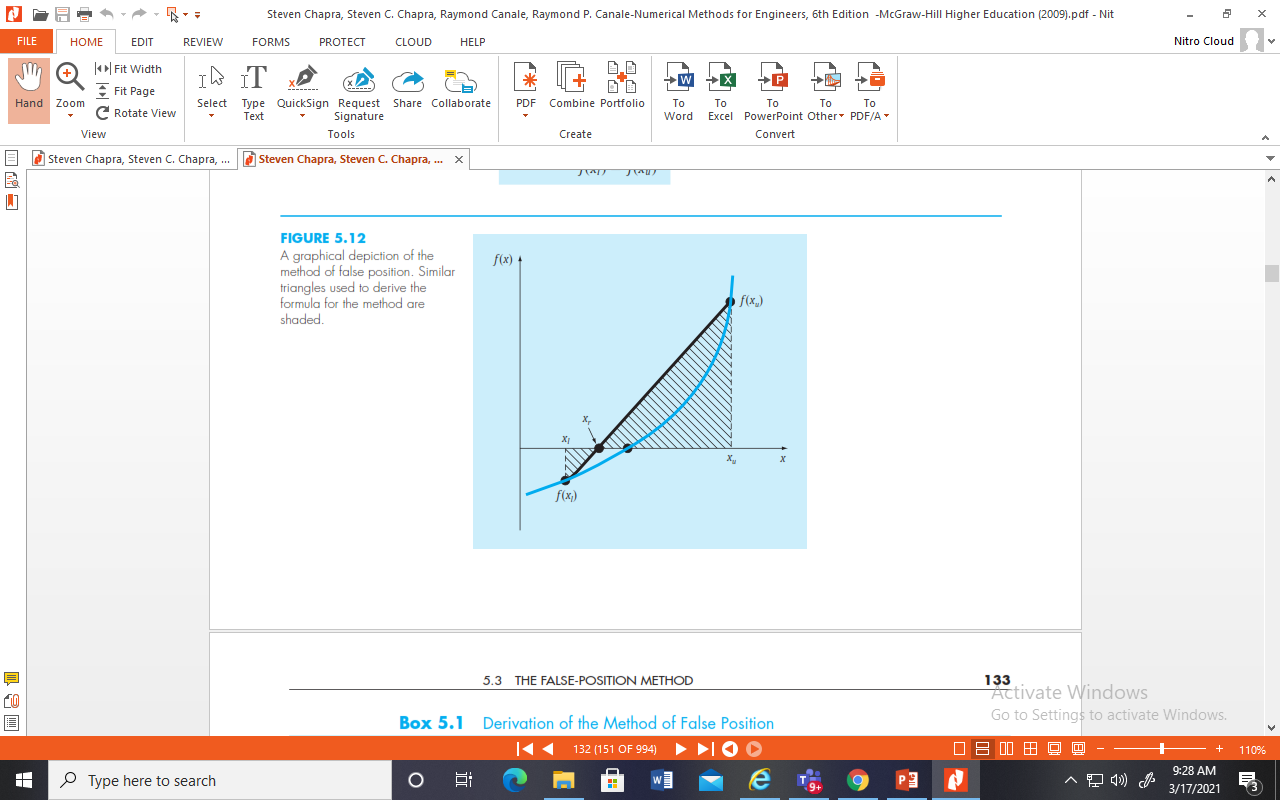 Steven Chapra, Steven C. Chapra, Raymond Canale, Raymond P. Canale-Numerical Methods for Engineers, 6th Edition -McGraw-Hill Higher Education (2009).pdf - Nit
FILE HOME EDIT REVIEW FORMS PROTECT CLOUD HELP
Nitro Cloud
Hand
Zoom
Fit Width
Fit Page
Rotate View
View
Select
Type Text
QuickSign
Request Signature
Share
Collaborate
Tools
PDF
Combine
Portfolio
Create
To Word
To Excel
To PowerPoint
To Other
To PDF/A
Convert
Steven Chapra, Steven C. Chapra, ...
Steven Chapra, Steven C. Chapra, ...
FIGURE 5.12
A graphical depiction of the
method of false position. Similar
triangles used to derive the
formula for the method are
shaded.
f(x)
f(xu)
xr
xl
xu
x
f(xl)
5.3 THE FALSE-POSITION METHOD 133
Box 5.1 Derivation of the Method of False Position
Activate Windows
Go to Settings to activate Windows.
132 (151 OF 994)
110%
Type here to search
9+
9:28 AM
3/17/2021
3